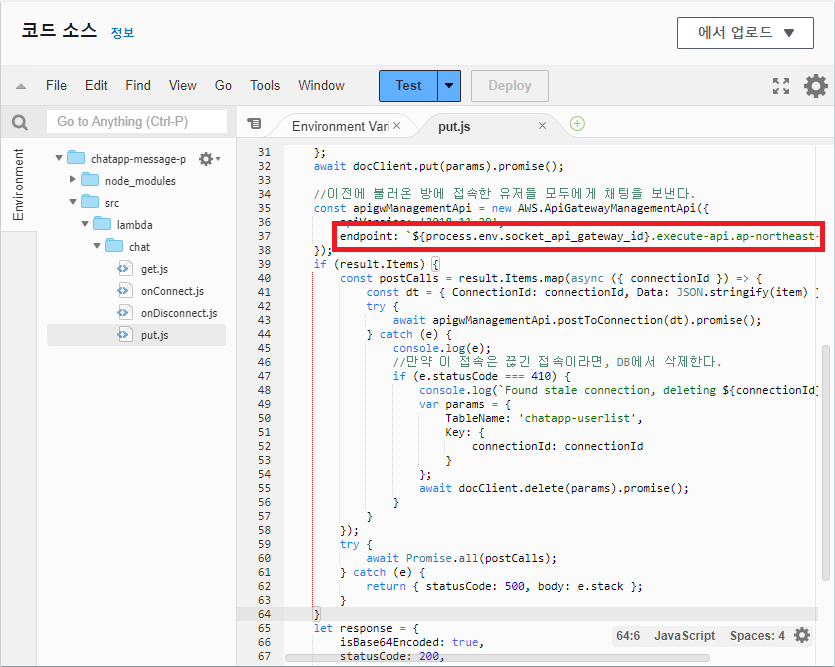 코드 소스 정보
에서 업로드 ▼
File Edit Find View Go Tools Window Test Deploy
Go to Anything (Ctrl-P)
Environment Vari × put.js ×
Environment
chatapp-message-p
node_modules
src
lambda
chat
get.js
onConnect.js
onDisconnect.js
put.js
31 };
32 await docClient.put(params).promise();
33
34 //이전에 불러온 방에 접속한 유저들 모두에게 채팅을 보낸다.
35 const apigwManagementApi = new AWS.ApiGatewayManagementApi({
36
37 endpoint: `${process.env.socket_api_gateway_id}.execute-api.ap-northeast-
38 });
39 if (result.Items) {
40 const postCalls = result.Items.map(async ({ connectionId }) => {
41 const dt = { ConnectionId: connectionId, Data: JSON.stringify(item) }
42 try {
43 await apigwManagementApi.postToConnection(dt).promise();
44 } catch (e) {
45 console.log(e);
46 //만약 이 접속은 끊긴 접속이라면, DB에서 삭제한다.
47 if (e.statusCode === 410) {
48 console.log(`Found stale connection, deleting ${connectionId}
49 var params = {
50 TableName: 'chatapp-userlist',
51 Key: {
52 connectionId: connectionId
53 }
54 };
55 await docClient.delete(params).promise();
56 }
57 }
58 });
59 try {
60 await Promise.all(postCalls);
61 } catch (e) {
62 return { statusCode: 500, body: e.stack };
63 }
64 }
65 let response = {
66 isBase64Encoded: true,
67 statusCode: 200,
64:6 JavaScript Spaces: 4